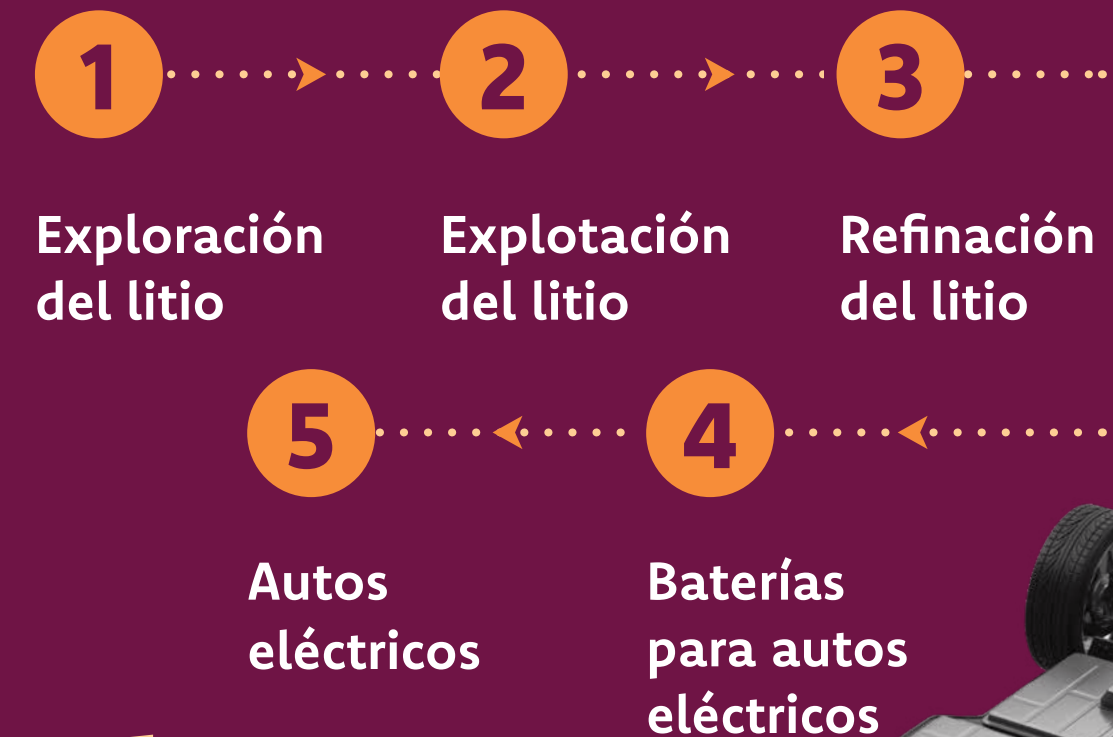 1
2
3
Exploración
del litio
Explotación
del litio
Refinación
del litio
5
4
Autos
eléctricos
Baterías
para autos
eléctricos